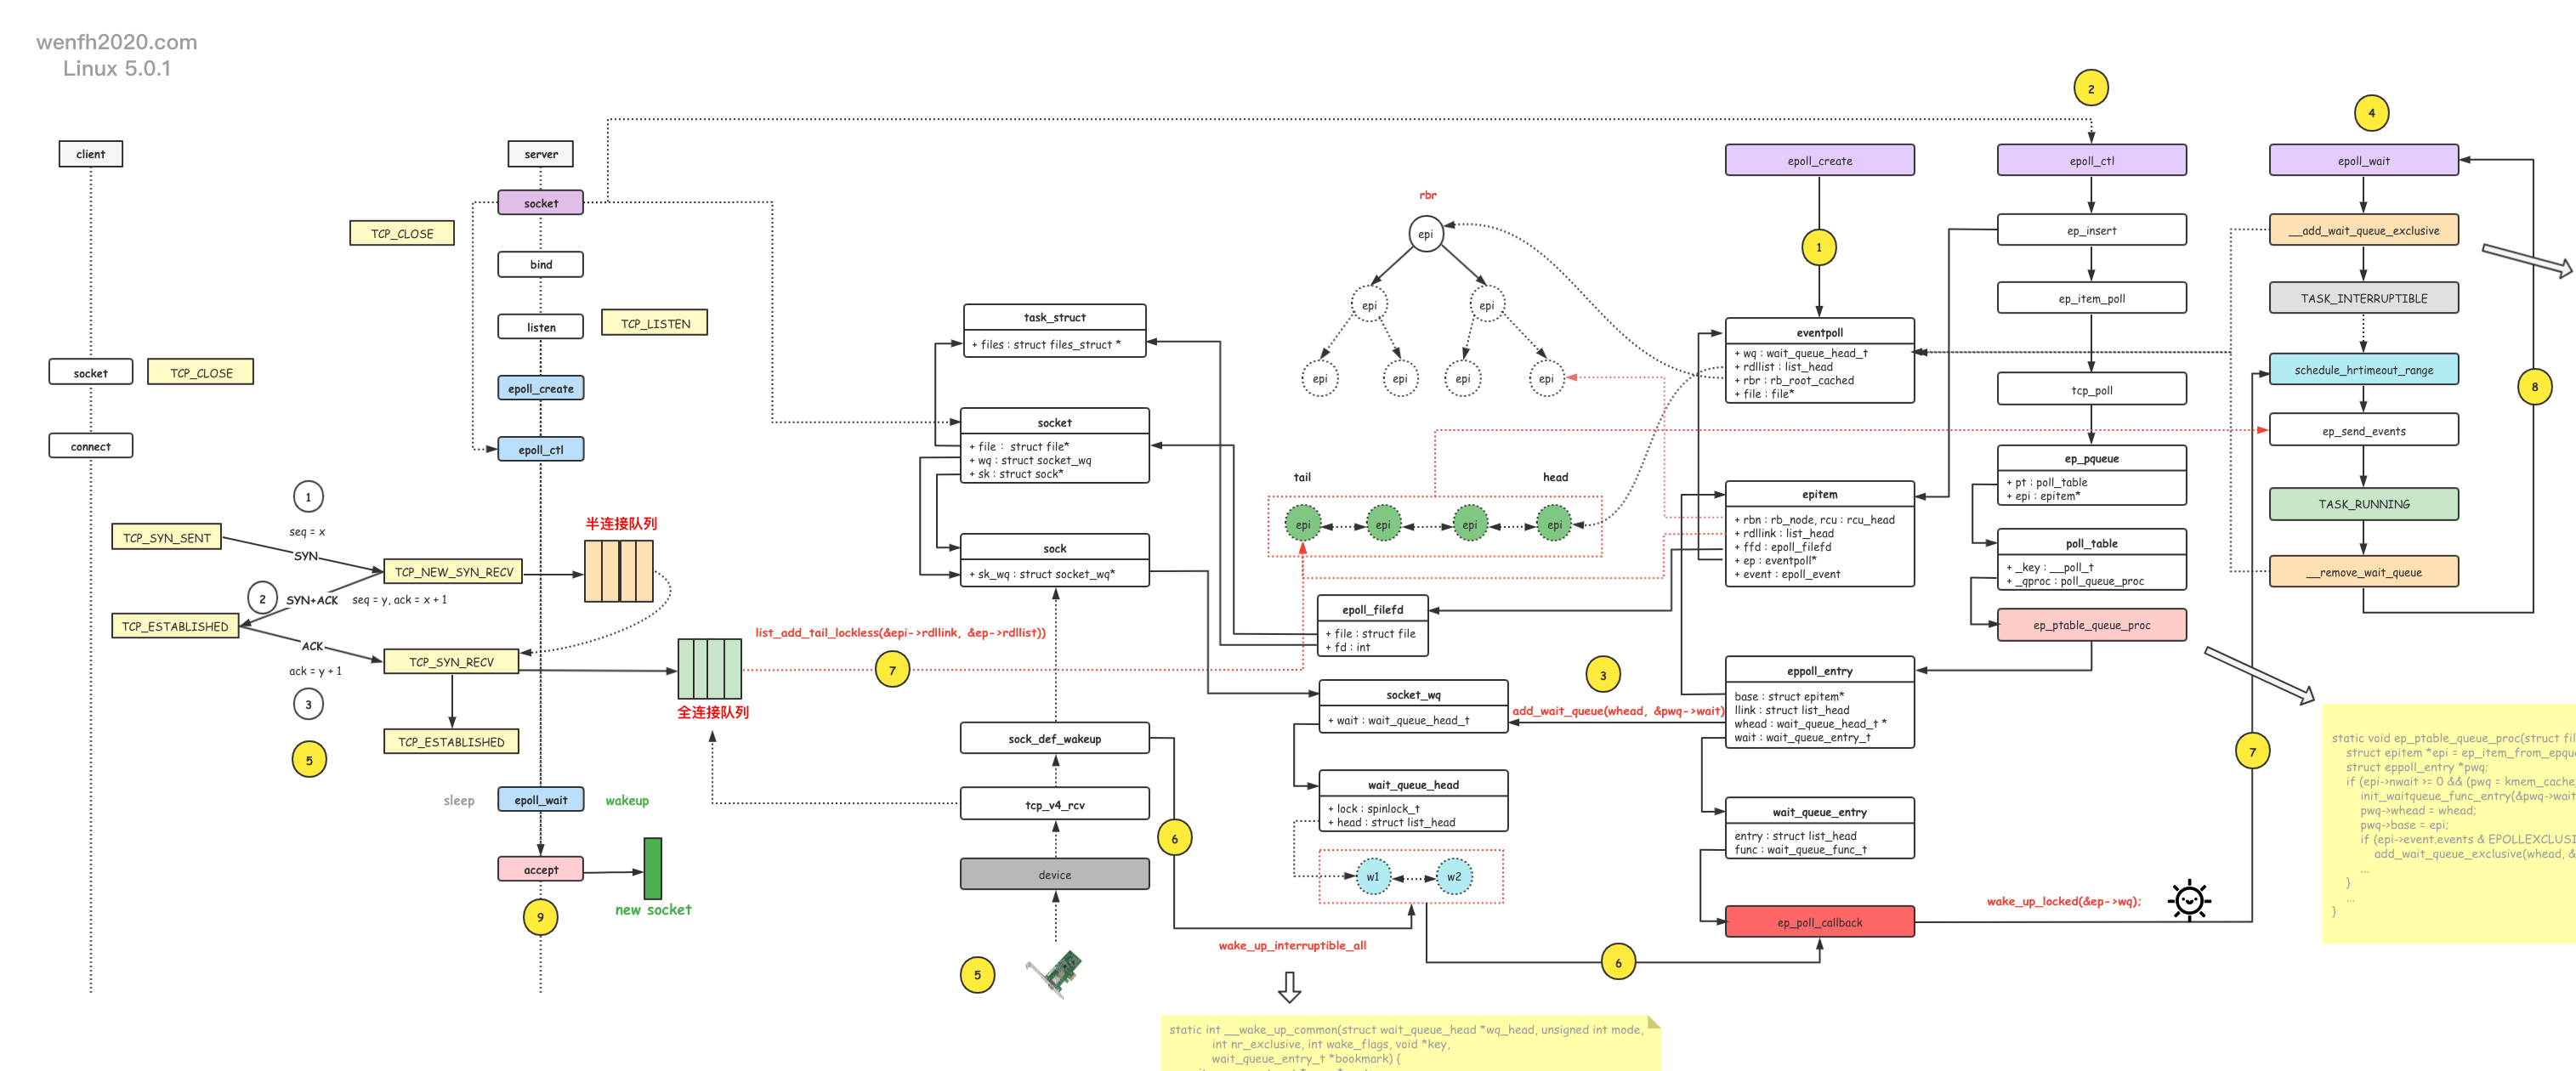 wenfh2020.com
Linux 5.0.1
client
socket
TCP_CLOSE
connect
server
socket
TCP_CLOSE
bind
listen
TCP_LISTEN
epoll_create
epoll_ctl
1
seq = x
TCP_SYN_SENT
SYN
TCP_NEW_SYN_RECV
半连接队列
2
SYN+ACK
seq = y, ack = x + 1
TCP_ESTABLISHED
ACK
TCP_SYN_RECV
ack = y + 1
3
全连接队列
TCP_ESTABLISHED
5
sleep
epoll_wait
wakeup
accept
new socket
9
list_add_tail_lockless(&epi->rdllink, &ep->rdllist))
7
task_struct
+ files : struct files_struct *
socket
+ file : struct file*
+ wq : struct socket_wq
+ sk : struct sock*
sock
+ sk_wq : struct socket_wq*
sock_def_wakeup
tcp_v4_rcv
device
5
6
wake_up_interruptible_all
rbr
epi
epi
epi
epi
epi
epi
epi
tail
head
epi
epi
epi
epi
epoll_filefd
+ file : struct file
+ fd : int
socket_wq
+ wait : wait_queue_head_t
wait_queue_head
+ lock : spinlock_t
+ head : struct list_head
w1
w2
3
add_wait_queue(whead, &pwq->wait)
6
epoll_create
1
eventpoll
+ wq : wait_queue_head_t
+ rdllist : list_head
+ rbr : rb_root_cached
+ file : file*
epitem
+ rbn : rb_node, rcu : rcu_head
+ rdllink : list_head
+ ffd : epoll_filefd
+ ep : eventpoll*
+ event : epoll_event
eppoll_entry
base : struct epitem*
llink : struct list_head
whead : wait_queue_head_t *
wait : wait_queue_entry_t
wait_queue_entry
entry : struct list_head
func : wait_queue_func_t
ep_poll_callback
wake_up_locked(&ep->wq);
2
epoll_ctl
ep_insert
ep_item_poll
tcp_poll
ep_pqueue
+ pt : poll_table
+ epi : epitem*
poll_table
+ _key : __poll_t
+ _qproc : poll_queue_proc
ep_ptable_queue_proc
4
epoll_wait
__add_wait_queue_exclusive
TASK_INTERRUPTIBLE
schedule_hrtimeout_range
ep_send_events
TASK_RUNNING
__remove_wait_queue
8
7
static void ep_ptable_queue_proc(struct fil
struct epitem *epi = ep_item_from_epqu
struct eppoll_entry *pwq;
if (epi->nwait >= 0 && (pwq = kmem_cache
init_waitqueue_func_entry(&pwq->wait
pwq->whead = whead;
pwq->base = epi;
if (epi->event.events & EPOLLEXCLUSI
add_wait_queue_exclusive(whead, &
...
}
...
}
static int __wake_up_common(struct wait_queue_head *wq_head, unsigned int mode,
int nr_exclusive, int wake_flags, void *key,
wait_queue_entry_t *bookmark) {